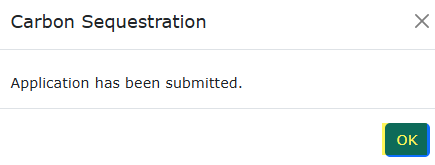 Carbon Sequestration
Application has been submitted.
OK